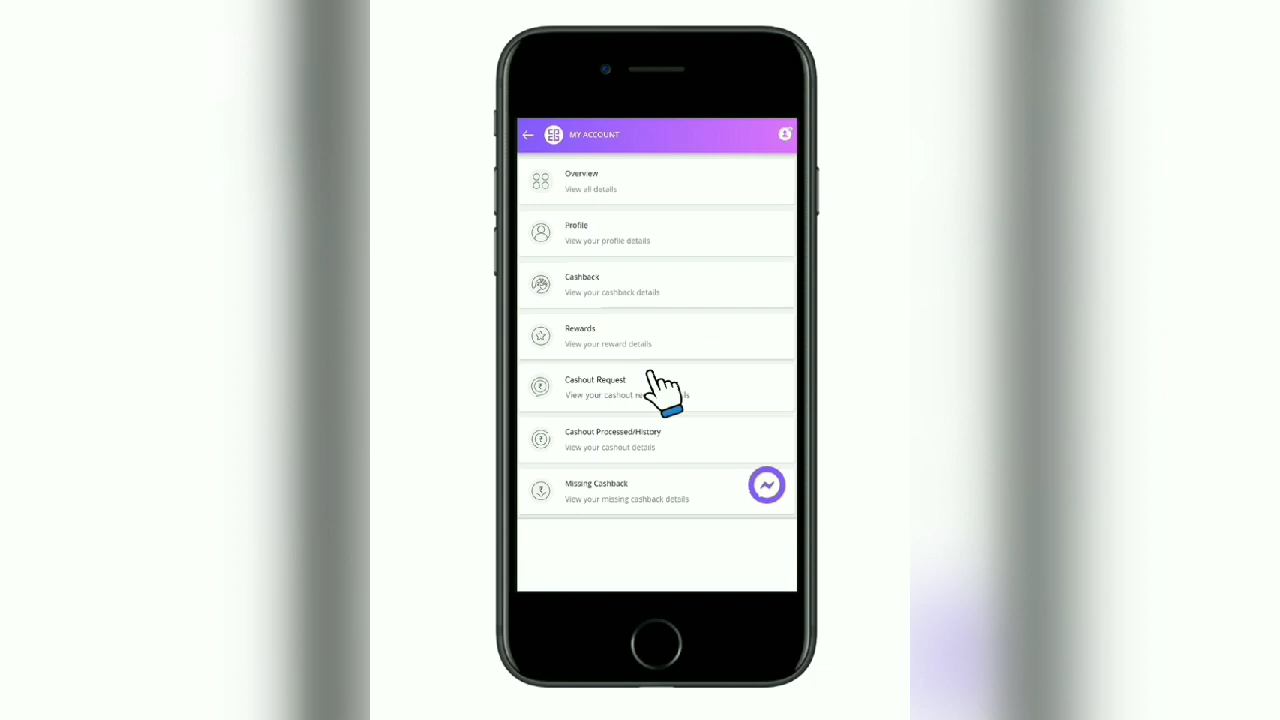 MY ACCOUNT
Overview
View all details
Profile
View your profile details
Cashback
View your cashback details
Rewards
View your reward details
Cashout Request
View your cashout
Cashout Processed/History
View your cashout details
Missing Cashback
View your missing cashback details